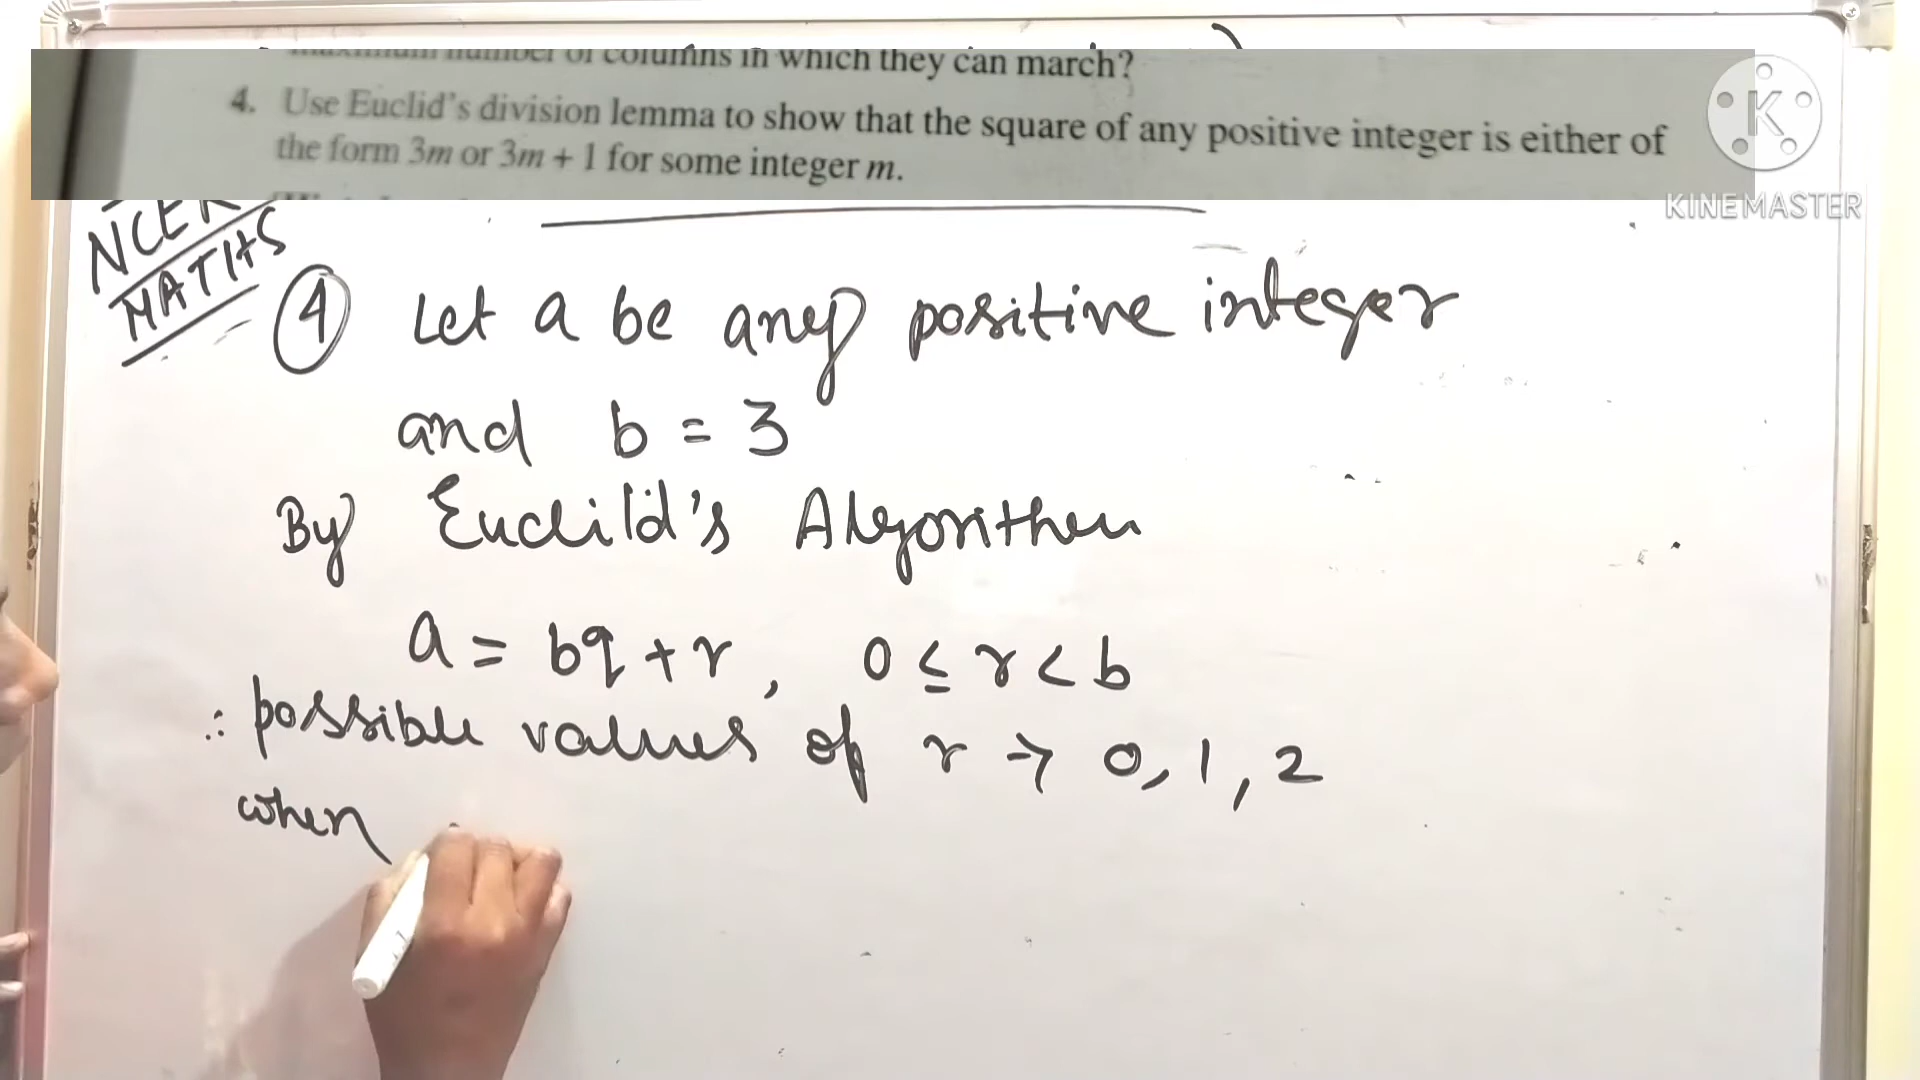 number of columns in which they can march?
4. Use Euclid's division lemma to show that the square of any positive integer is either of
the form 3m or 3m + 1 for some integer m.
K
KINEMASTER
NCER
MATHS
4 Let a be any positive integer
and b = 3
By Euclild's Algorithm
a = bq + r, 0 ≤ r < b
∴ possible values of r → 0, 1, 2
when